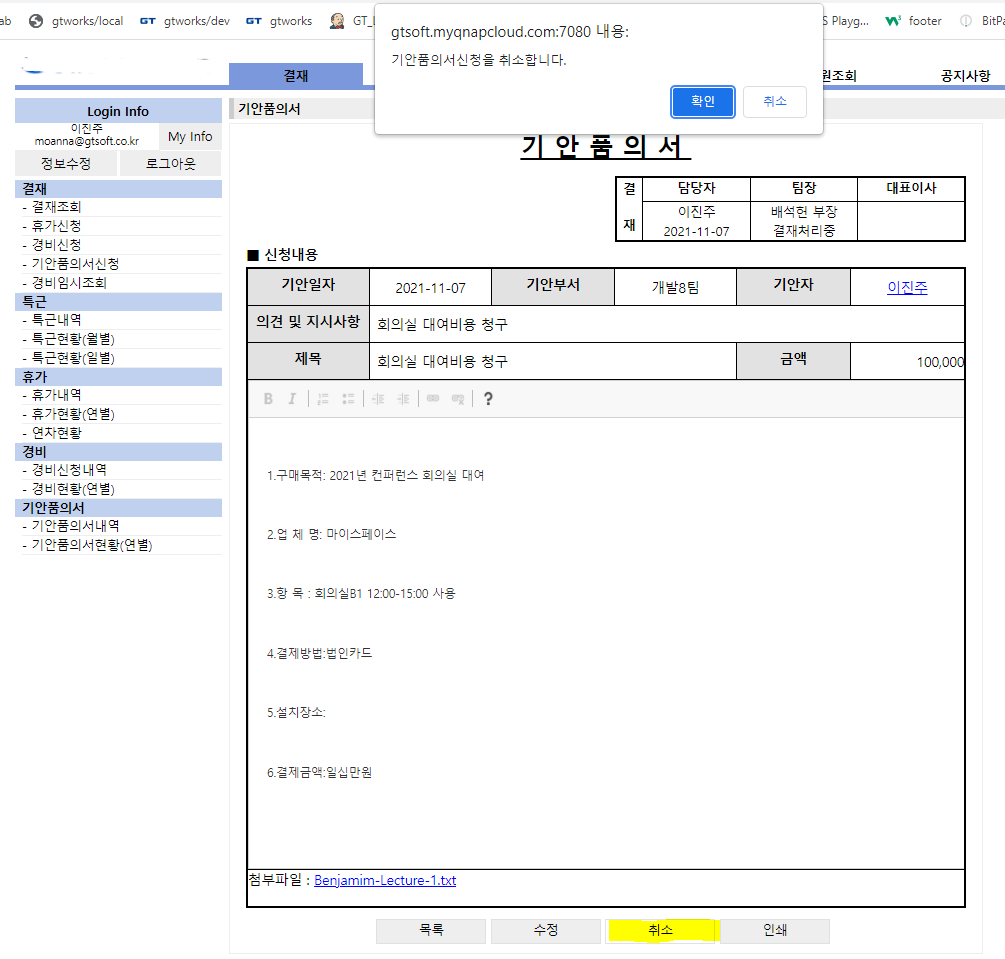 ab gtworks/local GT gtworks/dev GT gtworks GT_ S Playg... footer BitPa
gtsoft.myqnapcloud.com:7080 내용:
기안품의서신청을 취소합니다.
확인 취소
결재 원조회 공지사항
Login Info
이진주
moanna@gtsoft.co.kr
My Info
정보수정 로그아웃
결재
- 결재조회
- 휴가신청
- 경비신청
- 기안품의서신청
- 경비임시조회
특근
- 특근내역
- 특근현황(월별)
- 특근현황(일별)
휴가
- 휴가내역
- 휴가현황(연별)
- 연차현황
경비
- 경비신청내역
- 경비현황(연별)
기안품의서
- 기안품의서내역
- 기안품의서현황(연별)
기안품의서
기 안 품 의 서
결 재
담당자 팀장 대표이사
이진주 배석헌 부장
2021-11-07 결재처리중
■ 신청내용
기안일자 2021-11-07 기안부서 개발8팀 기안자 이진주
의견 및 지시사항 회의실 대여비용 청구
제목 회의실 대여비용 청구 금액 100,000
B I ?
1.구매목적: 2021년 컨퍼런스 회의실 대여
2.업 체 명: 마이스페이스
3.항 목 : 회의실B1 12:00-15:00 사용
4.결제방법:법인카드
5.설치장소:
6.결제금액:일십만원
첨부파일 : Benjamim-Lecture-1.txt
목록 수정 취소 인쇄